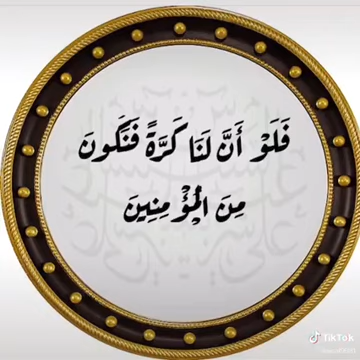 فَلَوْ أَنَّ لَنَا كَرَّةً فَنَكُونَ
مِنَ الْمُؤْمِنِينَ
TikTok